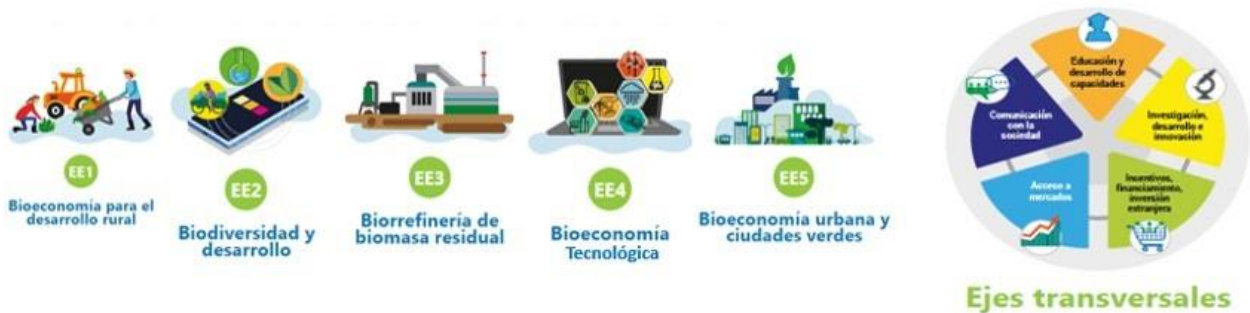 EE1
Bioeconomía para el
desarrollo rural
EE2
Biodiversidad y
desarrollo
EE3
Biorrefinería de
biomasa residual
EE4
Bioeconomía
Tecnológica
EE5
Bioeconomía urbana y
ciudades verdes
Educación y
desarrollo de
capacidades
Investigación,
desarrollo e
innovación
Incentivos,
financiamiento,
inversión
extranjera
Acceso a
mercados
Comunicación
con la
sociedad
Ejes transversales